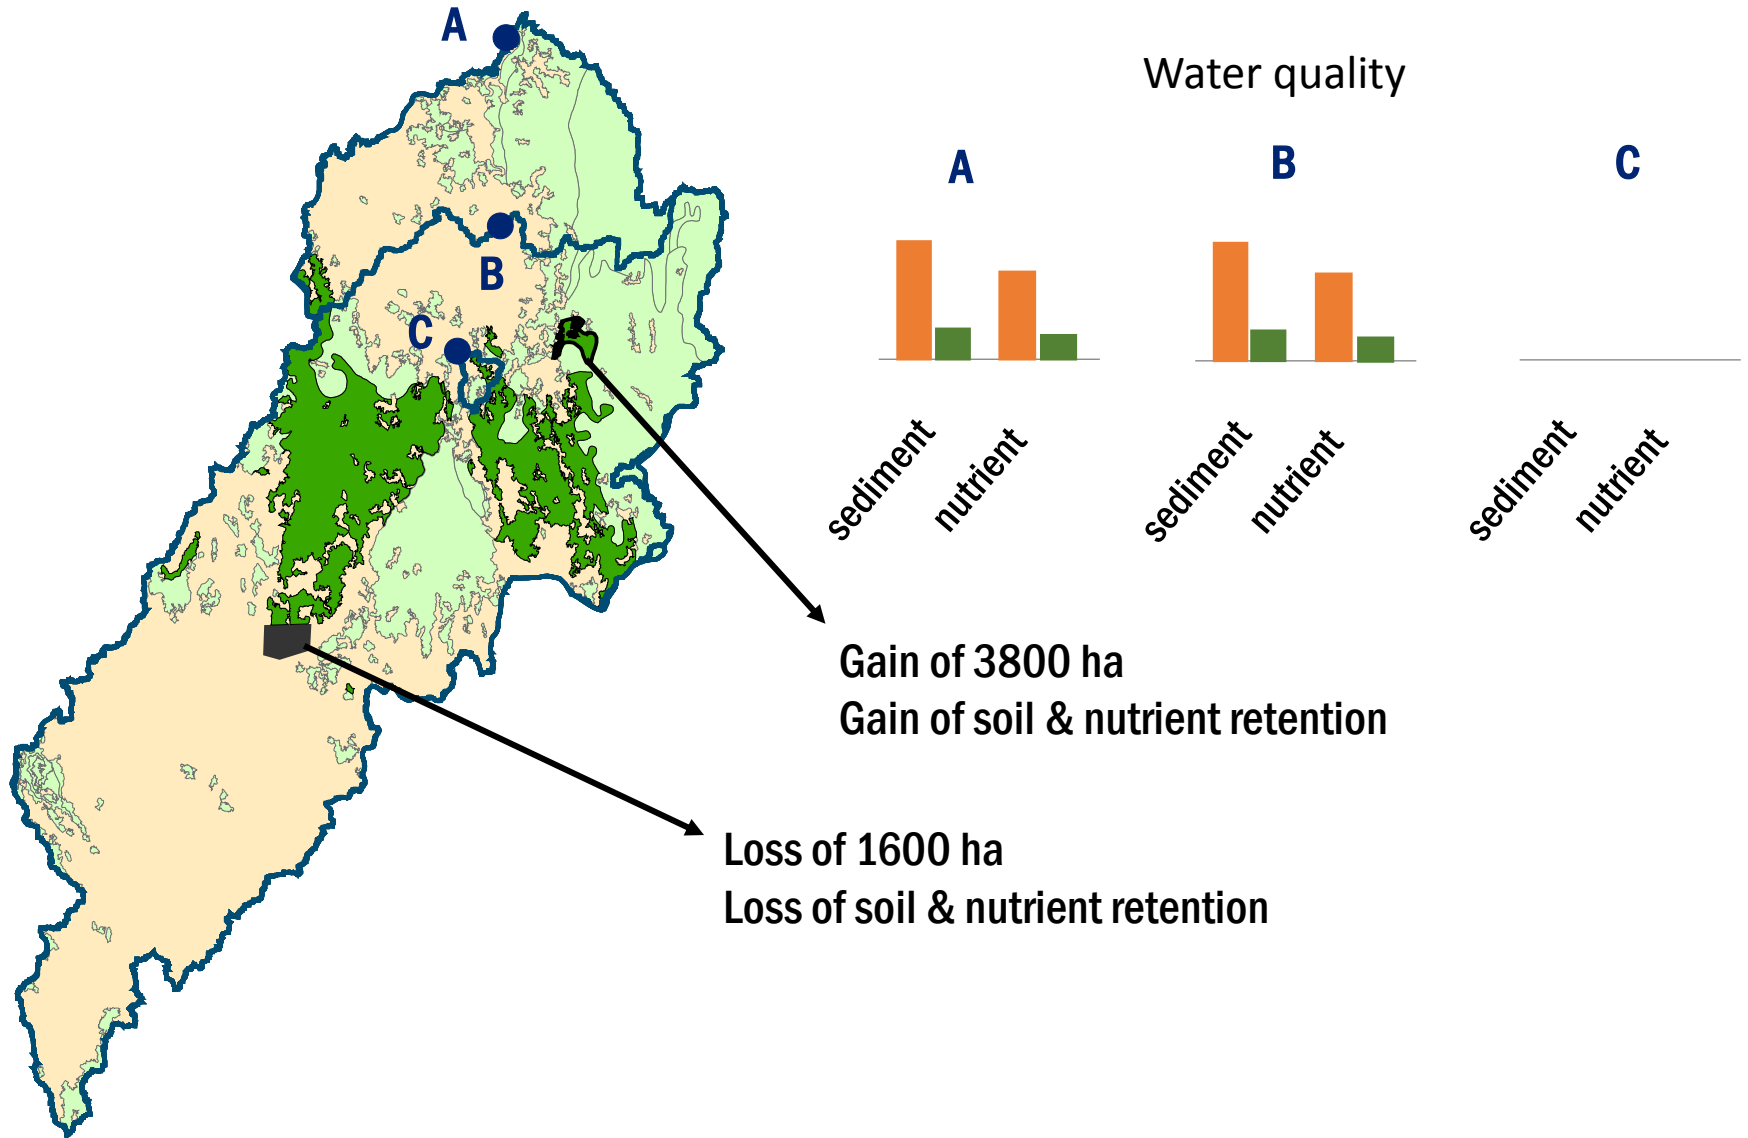 A
B
C
Water quality
A
B
C
sediment
nutrient
sediment
nutrient
sediment
nutrient
Gain of 3800 ha
Gain of soil & nutrient retention
Loss of 1600 ha
Loss of soil & nutrient retention